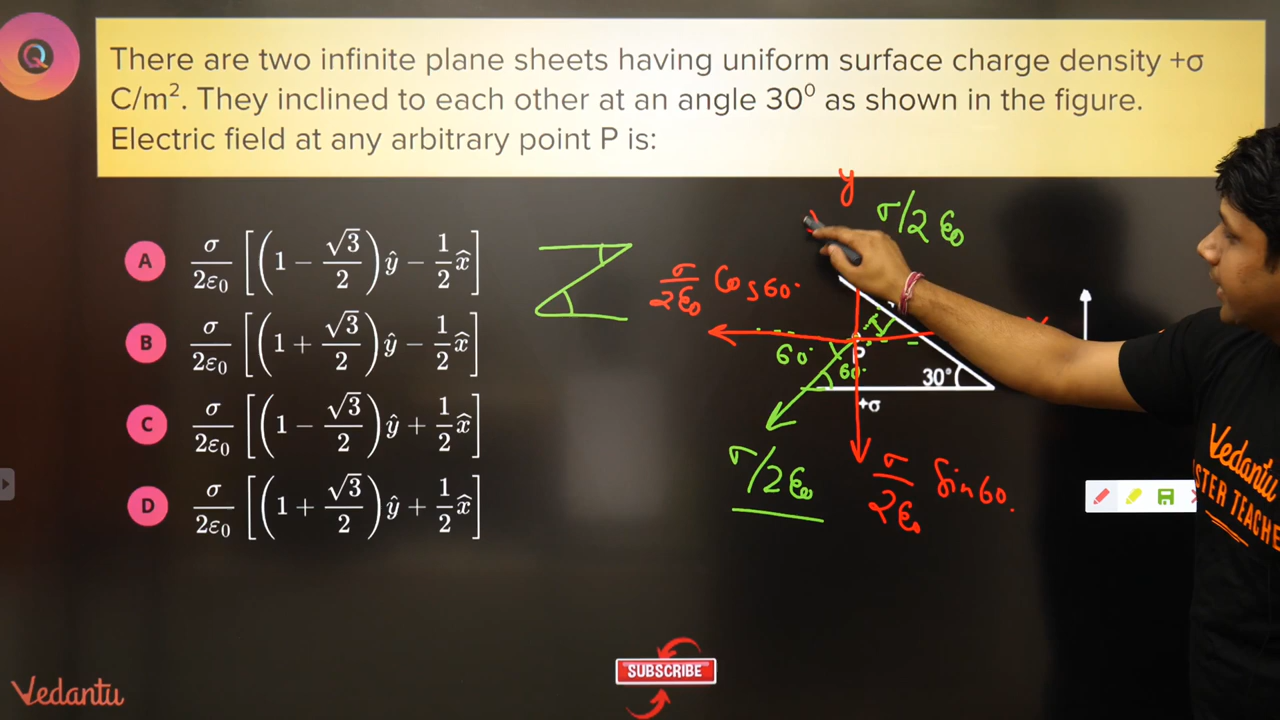 Q
There are two infinite plane sheets having uniform surface charge density +σ
C/m². They inclined to each other at an angle 30⁰ as shown in the figure.
Electric field at any arbitrary point P is:
A σ/2ε₀ [(1 − √3/2) ŷ − 1/2 x̂]
B σ/2ε₀ [(1 + √3/2) ŷ − 1/2 x̂]
C σ/2ε₀ [(1 − √3/2) ŷ + 1/2 x̂]
D σ/2ε₀ [(1 + √3/2) ŷ + 1/2 x̂]
y
σ/2ε₀
σ/2ε₀ Cos60°
60°
60°
30°
+σ
σ/2ε₀
σ/2ε₀ Sin60.
Vedantu
STER TEACHE
SUBSCRIBE
Vedantu